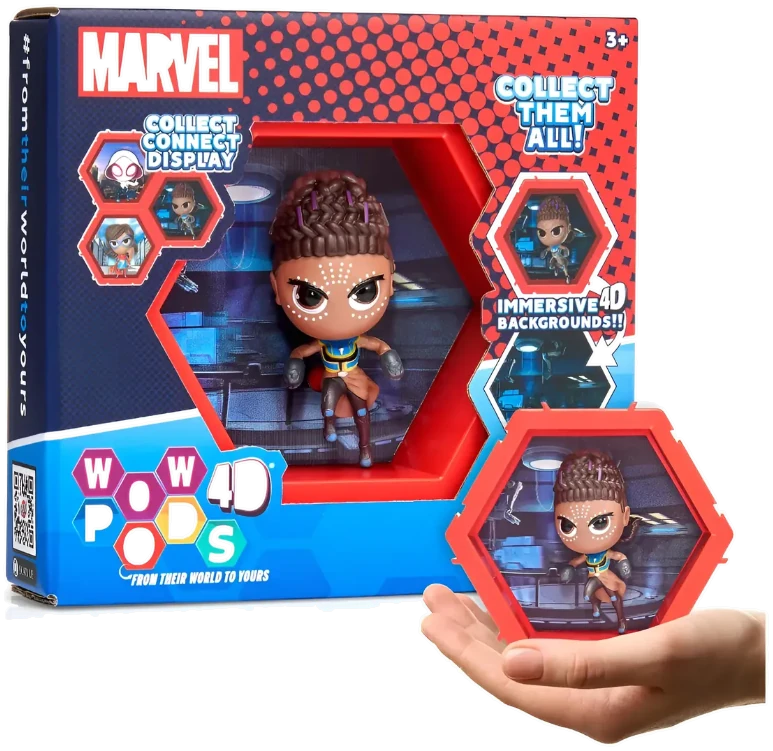 #fromtheirworldtoyours
MARVEL
3+
COLLECT
CONNECT
DISPLAY
COLLECT
THEM
ALL!
IMMERSIVE 4D
BACKGROUNDS!!
WOW
PODS
4D
FROM THEIR WORLD TO YOURS